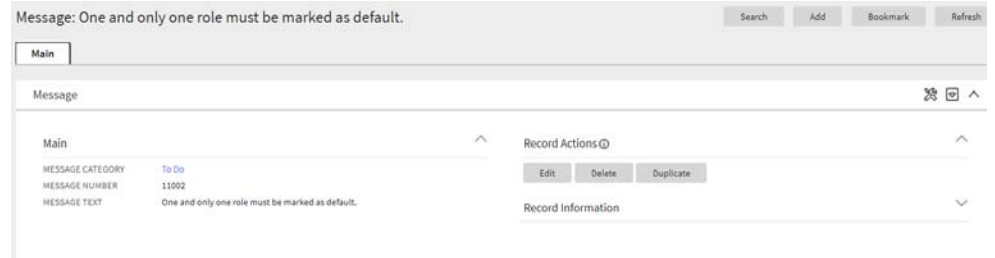 Message: One and only one role must be marked as default.
Search Add Bookmark Refresh
Main
Message
Main
MESSAGE CATEGORY To Do
MESSAGE NUMBER 11002
MESSAGE TEXT One and only one role must be marked as default.
Record Actions
Edit Delete Duplicate
Record Information